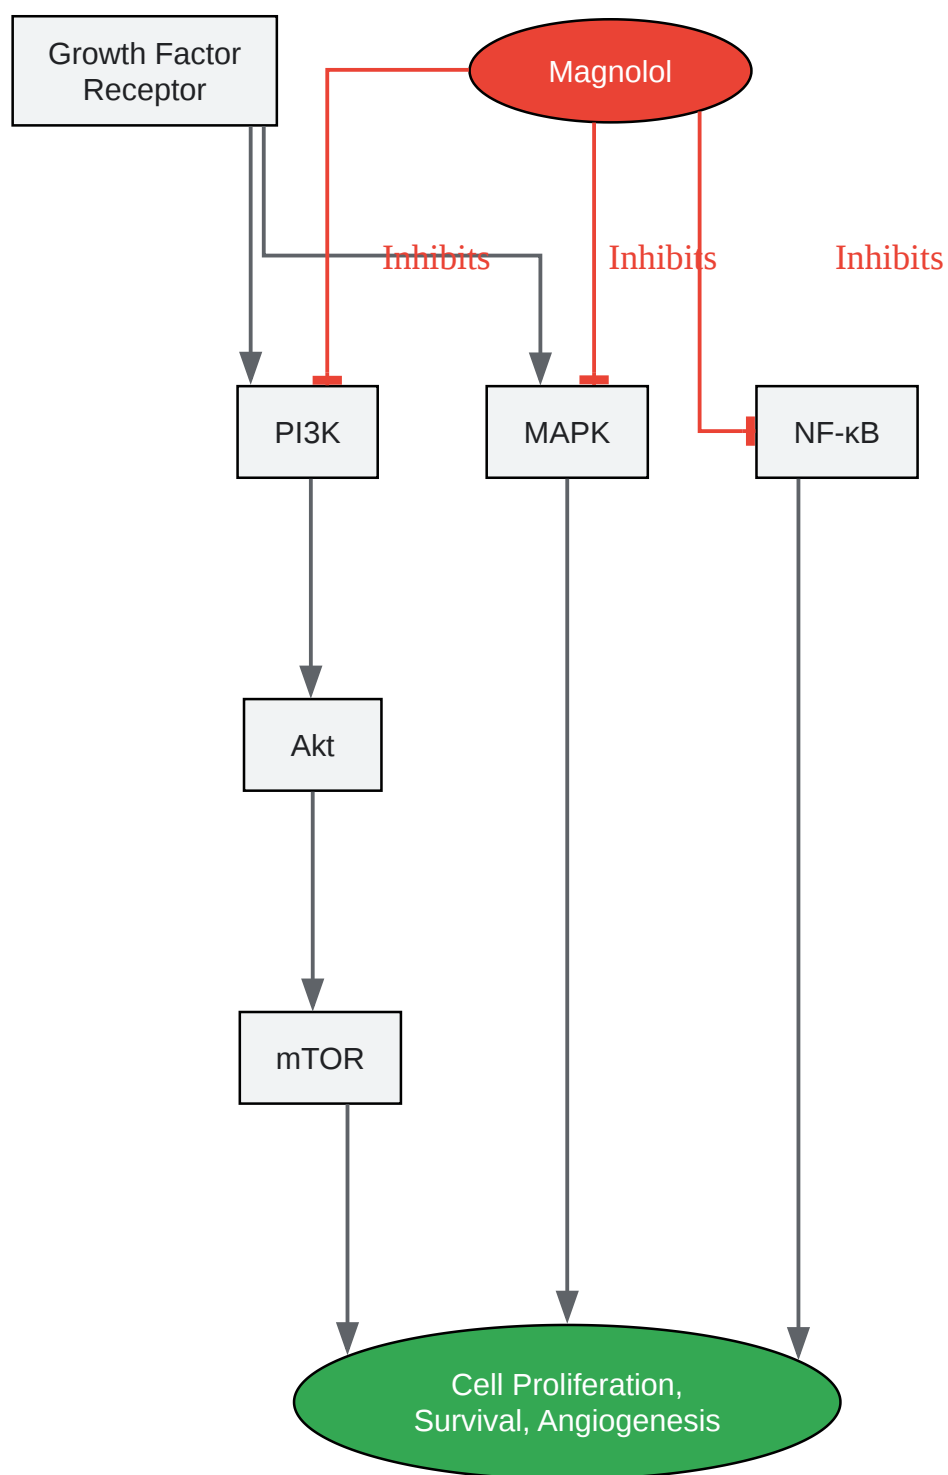 Growth Factor
Receptor
Magnolol
Inhibits
Inhibits
Inhibits
PI3K
MAPK
NF-κB
Akt
mTOR
Cell Proliferation,
Survival, Angiogenesis